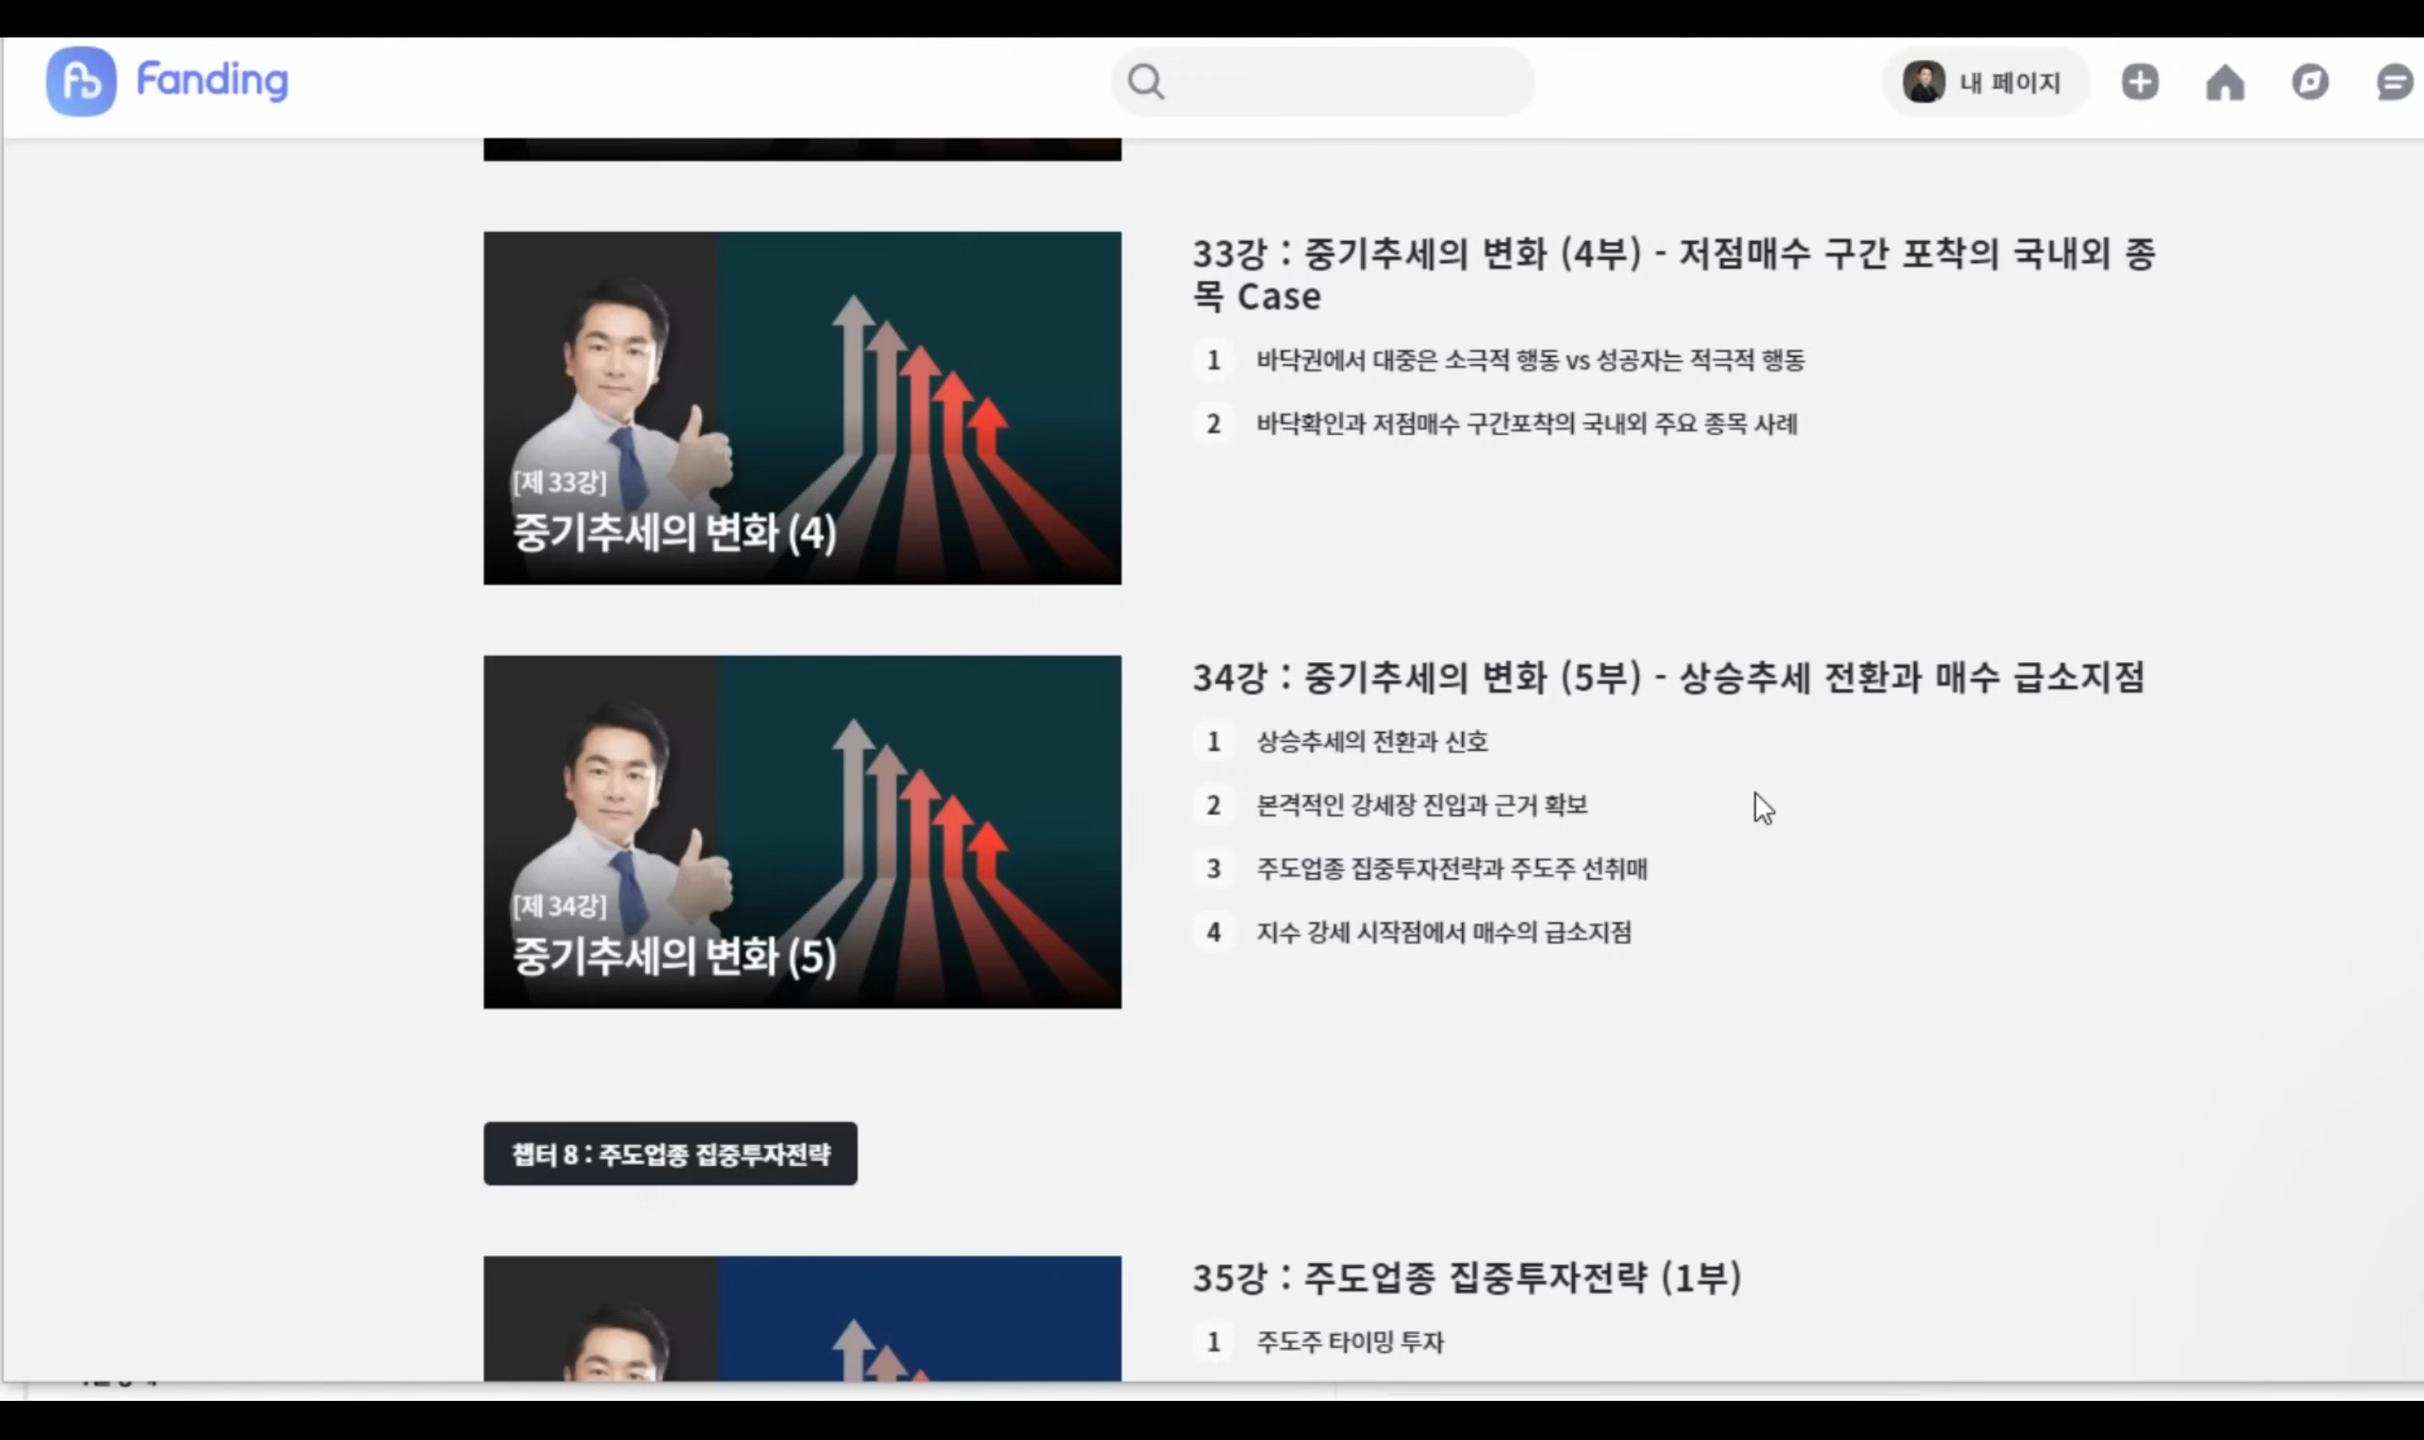 Fanding
내 페이지
33강 : 중기추세의 변화 (4부) - 저점매수 구간 포착의 국내외 종
목 Case
1 바닥권에서 대중은 소극적 행동 vs 성공자는 적극적 행동
2 바닥확인과 저점매수 구간포착의 국내외 주요 종목 사례
[제 33강]
중기추세의 변화 (4)
34강 : 중기추세의 변화 (5부) - 상승추세 전환과 매수 급소지점
1 상승추세의 전환과 신호
2 본격적인 강세장 진입과 근거 확보
3 주도업종 집중투자전략과 주도주 선취매
4 지수 강세 시작점에서 매수의 급소지점
[제 34강]
중기추세의 변화 (5)
챕터 8 : 주도업종 집중투자전략
35강 : 주도업종 집중투자전략 (1부)
1 주도주 타이밍 투자